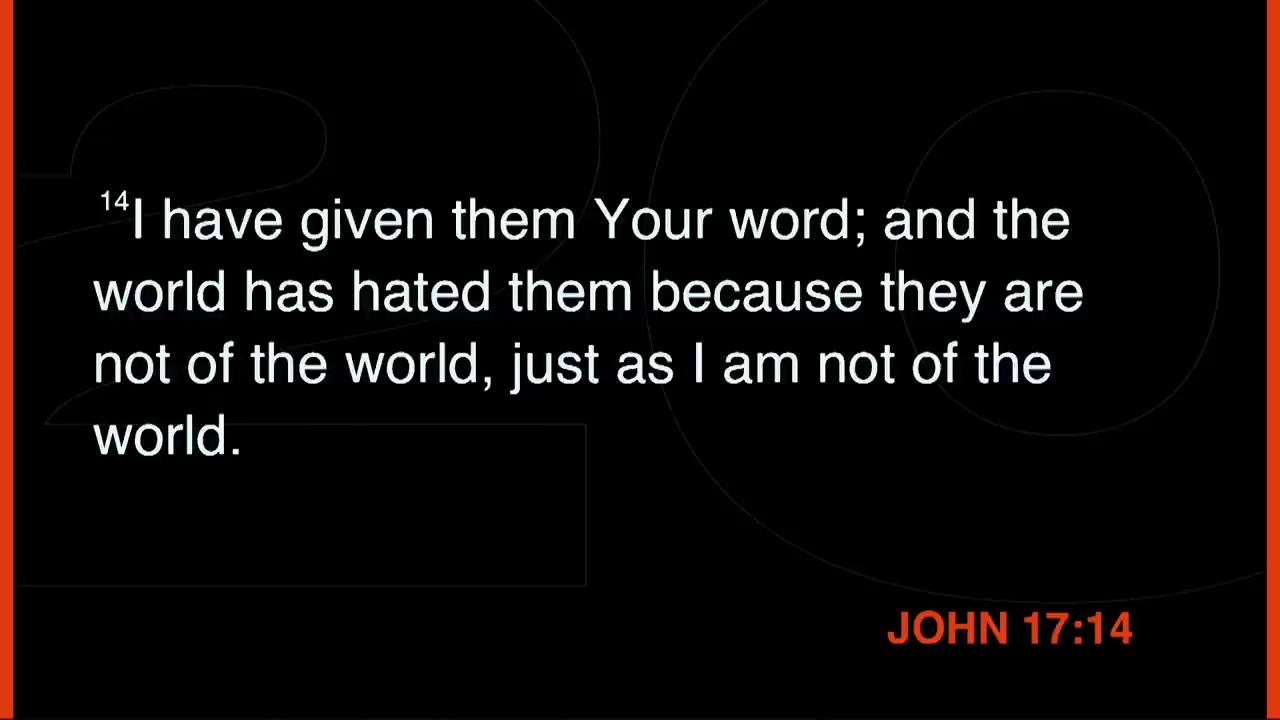 14I have given them Your word; and the
world has hated them because they are
not of the world, just as I am not of the
world.
JOHN 17:14